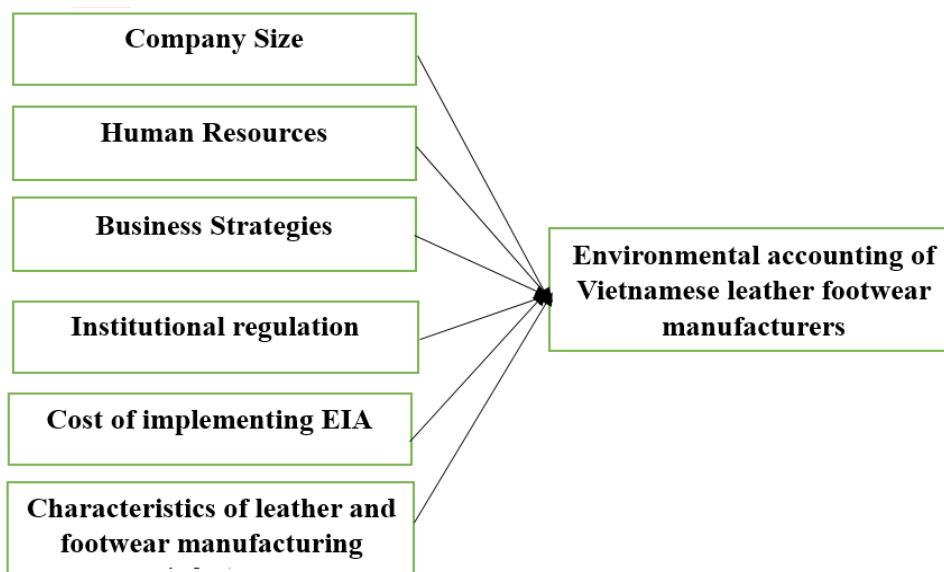 Company Size
Human Resources
Business Strategies
Institutional regulation
Cost of implementing EIA
Characteristics of leather and
footwear manufacturing
Environmental accounting of
Vietnamese leather footwear
manufacturers